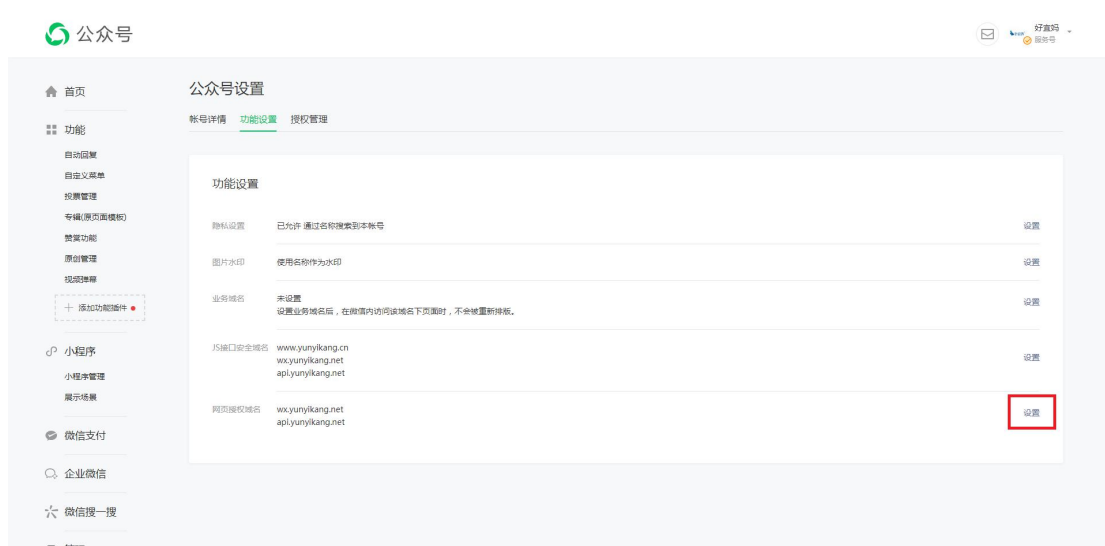 公众号
好宜妈
服务号
首页
功能
自动回复
自定义菜单
投票管理
专辑(原页面模板)
赞赏功能
原创管理
视频弹幕
添加功能插件
小程序
小程序管理
展示场景
微信支付
企业微信
微信搜一搜
公众号设置
帐号详情 功能设置 授权管理
功能设置
隐私设置 已允许 通过名称搜索到本帐号 设置
图片水印 使用名称作为水印 设置
业务域名 未设置 设置
设置业务域名后，在微信内访问该域名下页面时，不会被重新排版。
JS接口安全域名 www.yunyikang.cn
wx.yunyikang.net 设置
api.yunyikang.net
网页授权域名 wx.yunyikang.net 设置
api.yunyikang.net